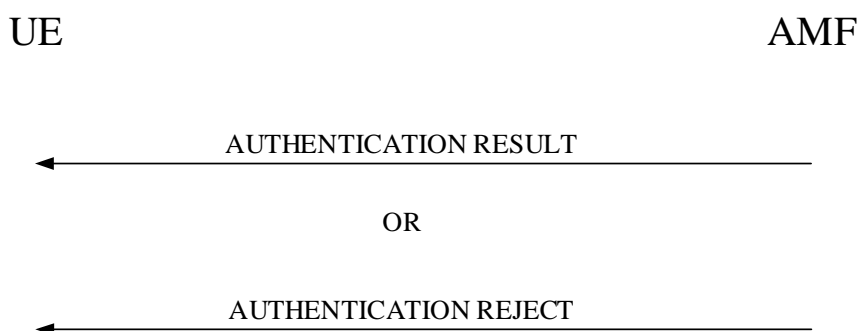 UE AMF
AUTHENTICATION RESULT
OR
AUTHENTICATION REJECT